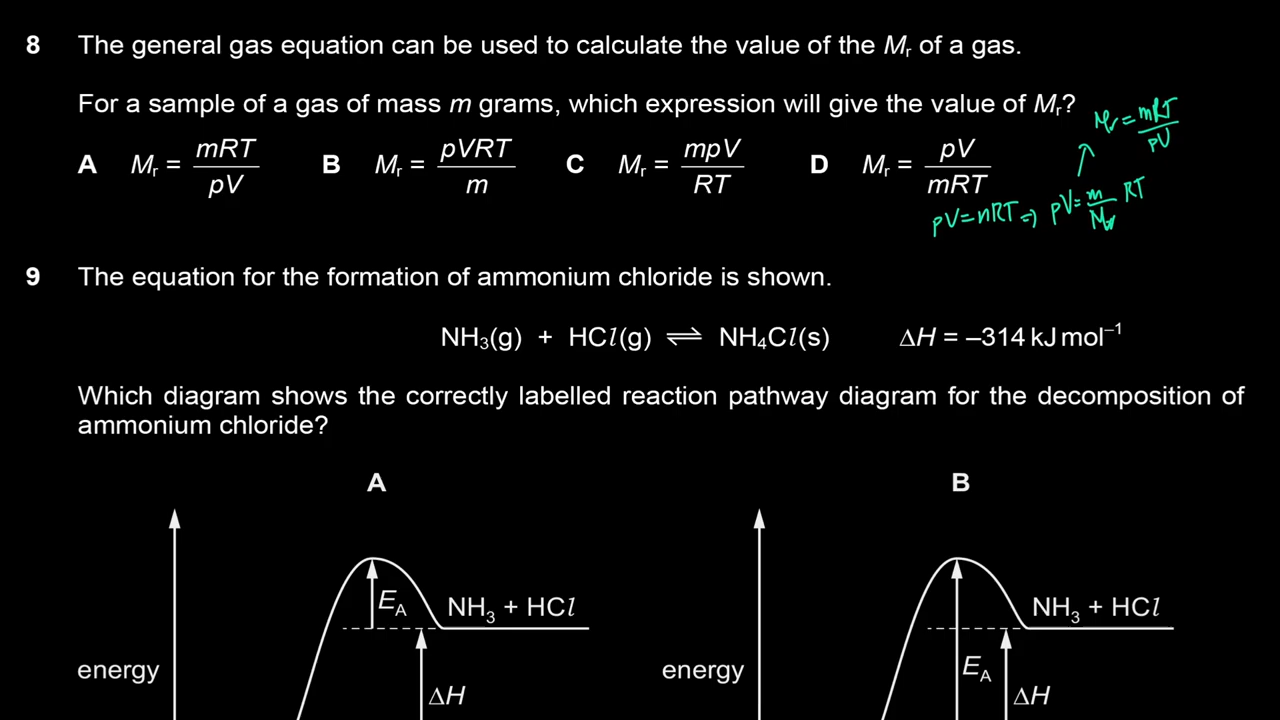 8 The general gas equation can be used to calculate the value of the Mr of a gas.
For a sample of a gas of mass m grams, which expression will give the value of Mr?
Mr = mRT/pV
A Mr = mRT/pV B Mr = pVRT/m C Mr = mpV/RT D Mr = pV/mRT
pV = nRT ⇒ pV = m/Mr RT
9 The equation for the formation of ammonium chloride is shown.
NH₃(g) + HCl(g) ⇌ NH₄Cl(s) ΔH = –314 kJ mol⁻¹
Which diagram shows the correctly labelled reaction pathway diagram for the decomposition of
ammonium chloride?
A B
EA NH₃ + HCl NH₃ + HCl
energy energy EA
ΔH ΔH